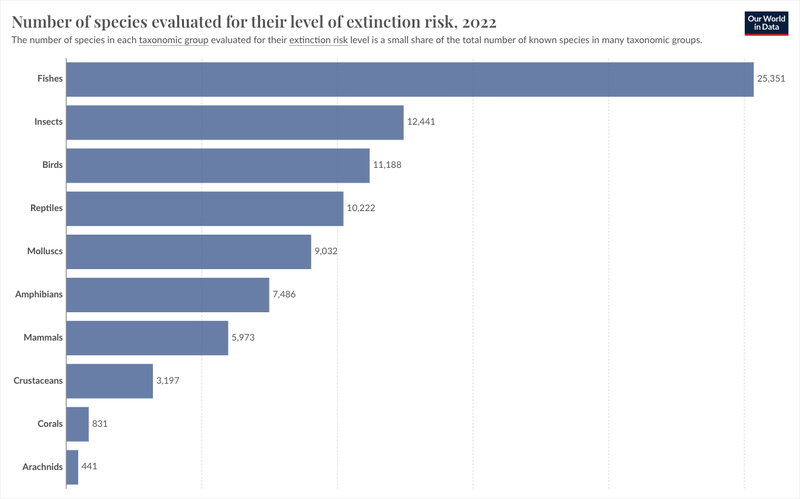 Number of species evaluated for their level of extinction risk, 2022
Our World
in Data
The number of species in each taxonomic group evaluated for their extinction risk level is a small share of the total number of known species in many taxonomic groups.
Fishes 25,351
Insects 12,441
Birds 11,188
Reptiles 10,222
Molluscs 9,032
Amphibians 7,486
Mammals 5,973
Crustaceans 3,197
Corals 831
Arachnids 441